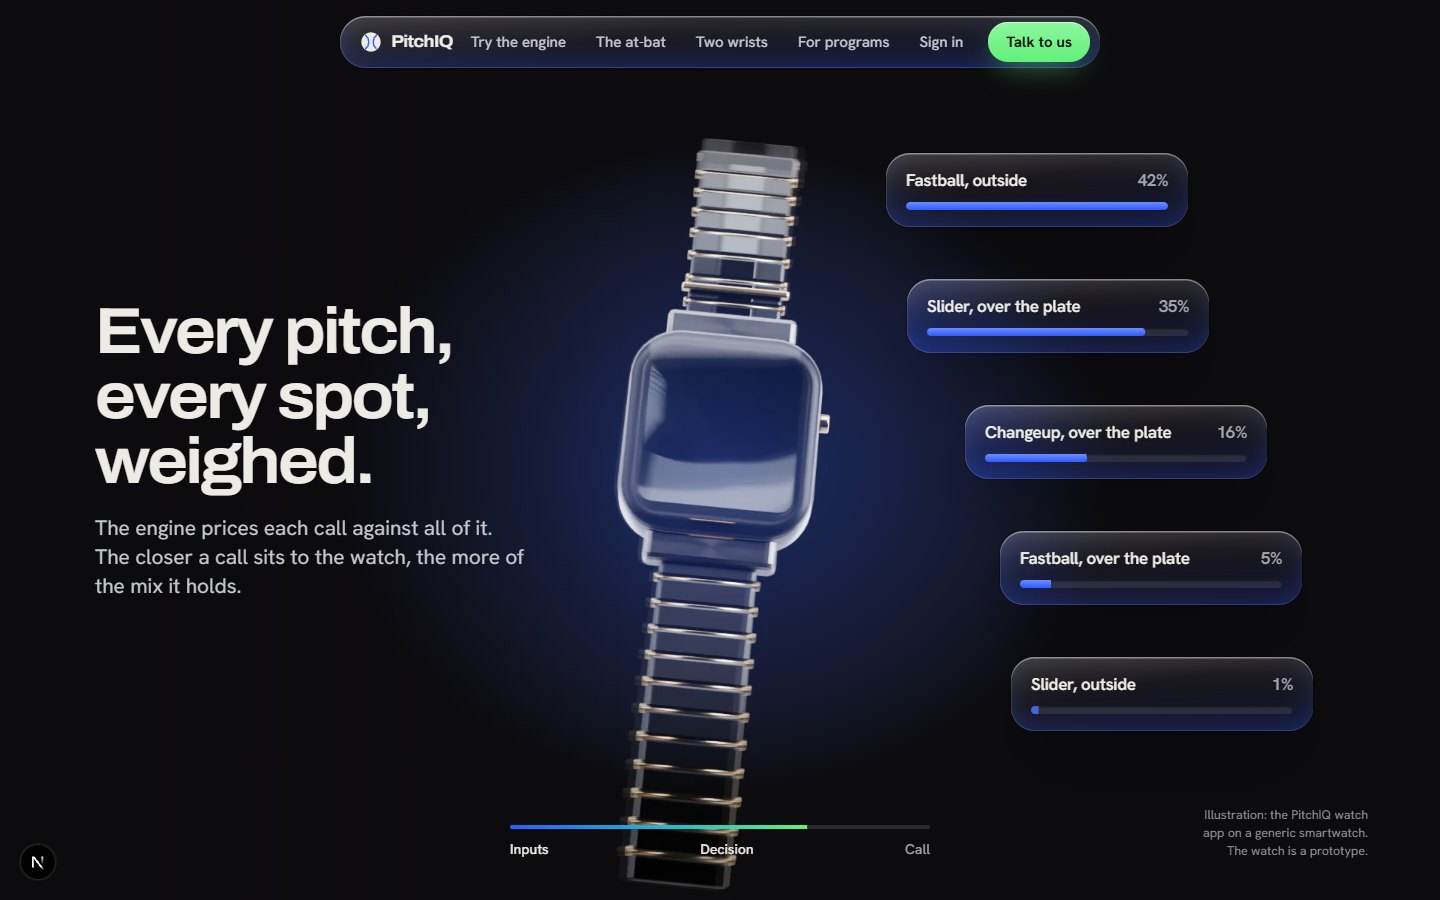 PitchIQ
Try the engine
The at-bat
Two wrists
For programs
Sign in
Talk to us
Every pitch,
every spot,
weighed.
The engine prices each call against all of it.
The closer a call sits to the watch, the more of
the mix it holds.
Fastball, outside 42%
Slider, over the plate 35%
Changeup, over the plate 16%
Fastball, over the plate 5%
Slider, outside 1%
Inputs
Decision
Call
Illustration: the PitchIQ watch
app on a generic smartwatch.
The watch is a prototype.
N